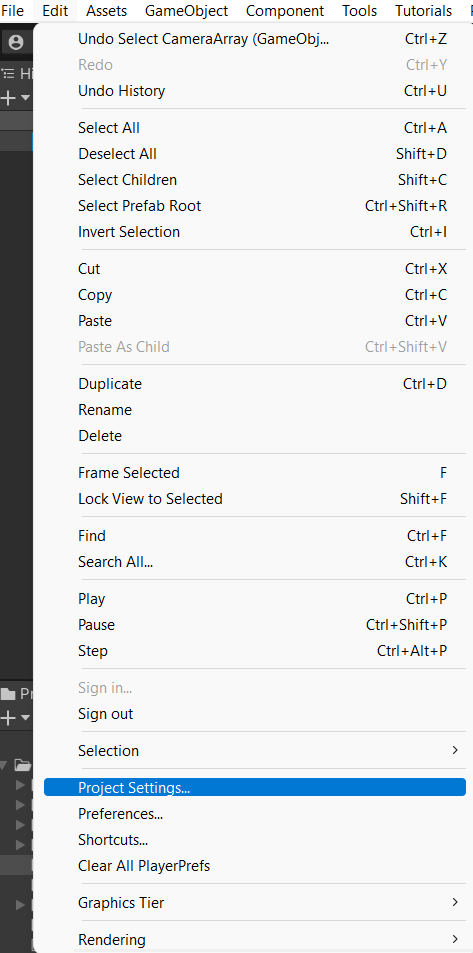 File Edit Assets GameObject Component Tools Tutorials
Hi
Undo Select CameraArray (GameObj... Ctrl+Z
Redo Ctrl+Y
Undo History Ctrl+U
Select All Ctrl+A
Deselect All Shift+D
Select Children Shift+C
Select Prefab Root Ctrl+Shift+R
Invert Selection Ctrl+I
Cut Ctrl+X
Copy Ctrl+C
Paste Ctrl+V
Paste As Child Ctrl+Shift+V
Duplicate Ctrl+D
Rename
Delete
Frame Selected F
Lock View to Selected Shift+F
Find Ctrl+F
Search All... Ctrl+K
Play Ctrl+P
Pause Ctrl+Shift+P
Step Ctrl+Alt+P
Sign in...
Pr
Sign out
Selection
Project Settings...
Preferences...
Shortcuts...
Clear All PlayerPrefs
Graphics Tier
Rendering